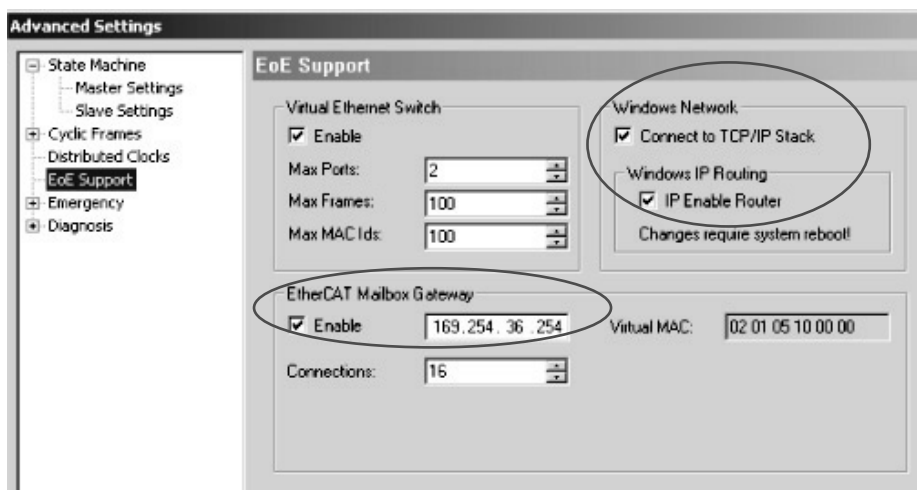 Advanced Settings
State Machine
Master Settings
Slave Settings
Cyclic Frames
Distributed Clocks
EoE Support
Emergency
Diagnosis
EoE Support
Virtual Ethernet Switch
Enable
Max Ports: 2
Max Frames: 100
Max MAC Ids: 100
Windows Network
Connect to TCP/IP Stack
Windows IP Routing
IP Enable Router
Changes require system reboot!
EtherCAT Mailbox Gateway
Enable 169.254.36.254 Virtual MAC: 02 01 05 10 00 00
Connections: 16